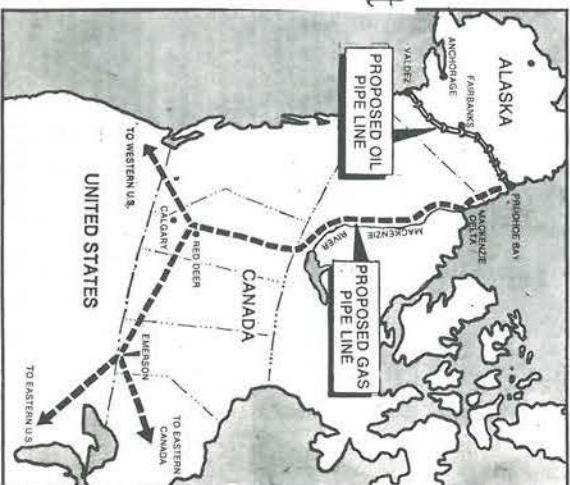 ALASKA
ANCHORAGE
FAIRBANKS
VALDEZ
PROPOSED OIL
PIPE LINE
PRUDHOE BAY
MACKENZIE
DELTA
MACKENZIE
RIVER
PROPOSED GAS
PIPE LINE
CANADA
RED DEER
CALGARY
TO WESTERN U.S.
UNITED STATES
EMERSON
TO EASTERN
CANADA
TO EASTERN U.S.